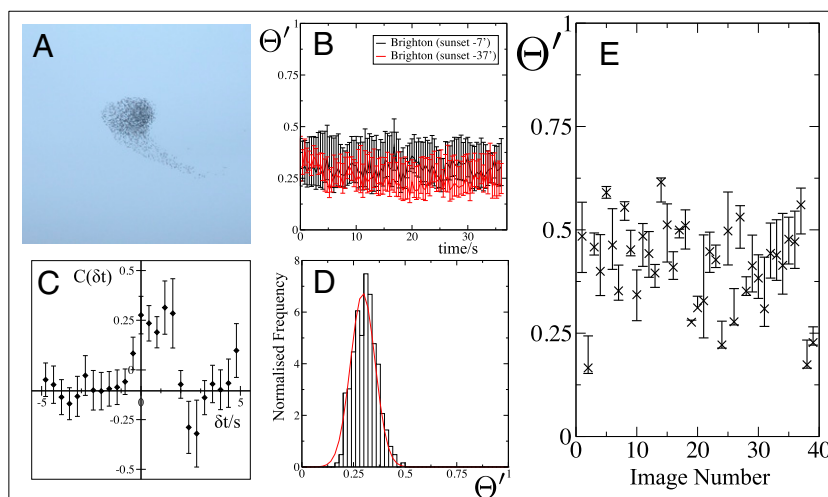 A
Θ′
B
Brighton (sunset -7')
Brighton (sunset -37')
1
0.75
0.5
0.25
0
0
10
20
30
time/s
C
C(δt)
0.5
0.25
-0.25
-0.5
-5
0
5
δt/s
D
Normalised Frequency
8
6
4
2
0
0
0.25
0.5
0.75
1
Θ′
E
Θ′
1
0.75
0.5
0.25
0
0
10
20
30
40
Image Number